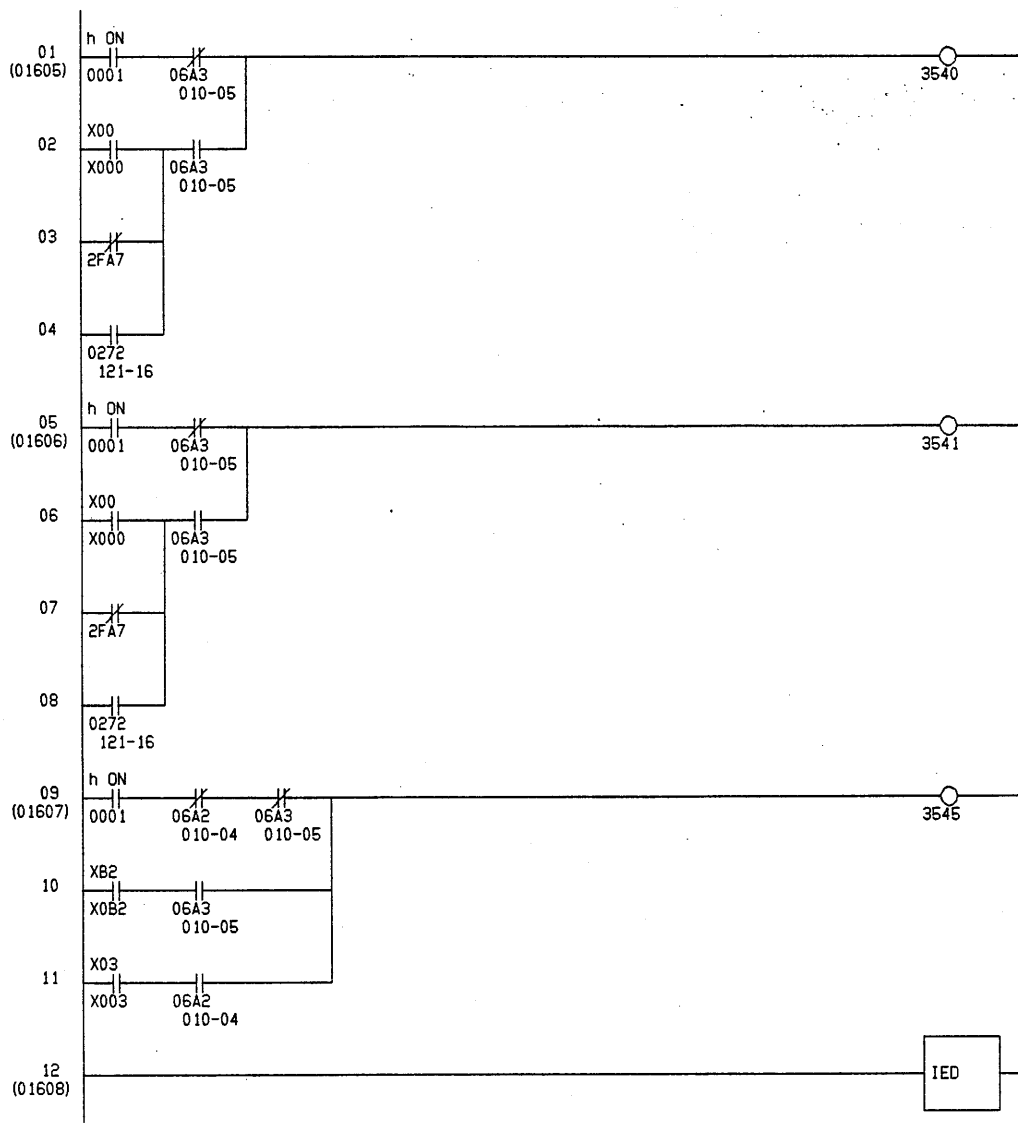 h ON
01
(01605)
0001 06A3 3540
010-05
X00
02
X000 06A3
010-05
03
2FA7
04
0272
121-16
h ON
05
(01606)
0001 06A3 3541
010-05
X00
06
X000 06A3
010-05
07
2FA7
08
0272
121-16
h ON
09
(01607)
0001 06A2 06A3 3545
010-04 010-05
XB2
10
X0B2 06A3
010-05
X03
11
X003 06A2
010-04
12 IED
(01608)